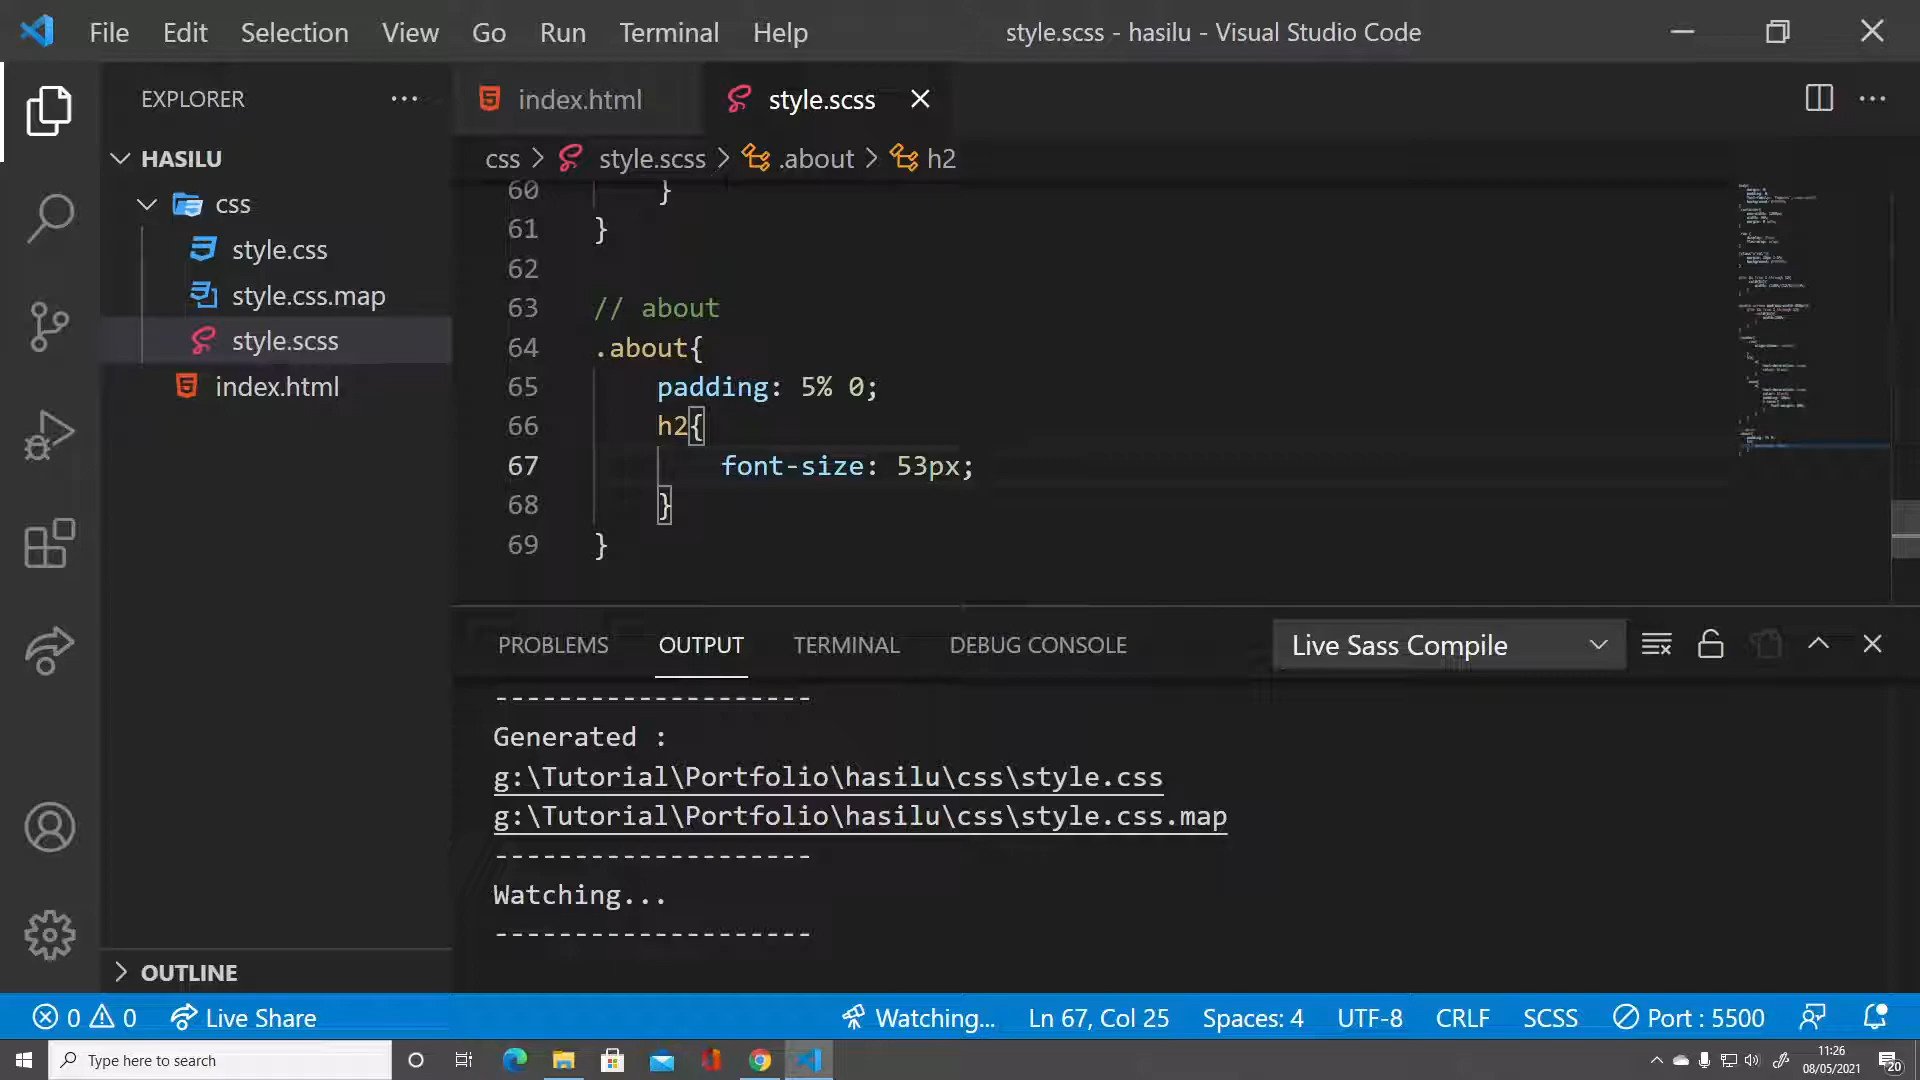 File Edit Selection View Go Run Terminal Help style.scss - hasilu - Visual Studio Code
EXPLORER
HASILU
css
style.css
style.css.map
style.scss
index.html
OUTLINE
index.html style.scss
css > style.scss > .about > h2
60 }
61 }
62
63 // about
64 .about{
65 padding: 5% 0;
66 h2{
67 font-size: 53px;
68 }
69 }
PROBLEMS OUTPUT TERMINAL DEBUG CONSOLE Live Sass Compile
--------------------
Generated :
g:\Tutorial\Portfolio\hasilu\css\style.css
g:\Tutorial\Portfolio\hasilu\css\style.css.map
--------------------
Watching...
--------------------
0 0 Live Share Watching... Ln 67, Col 25 Spaces: 4 UTF-8 CRLF SCSS Port : 5500
Type here to search
11:26
08/05/2021
20